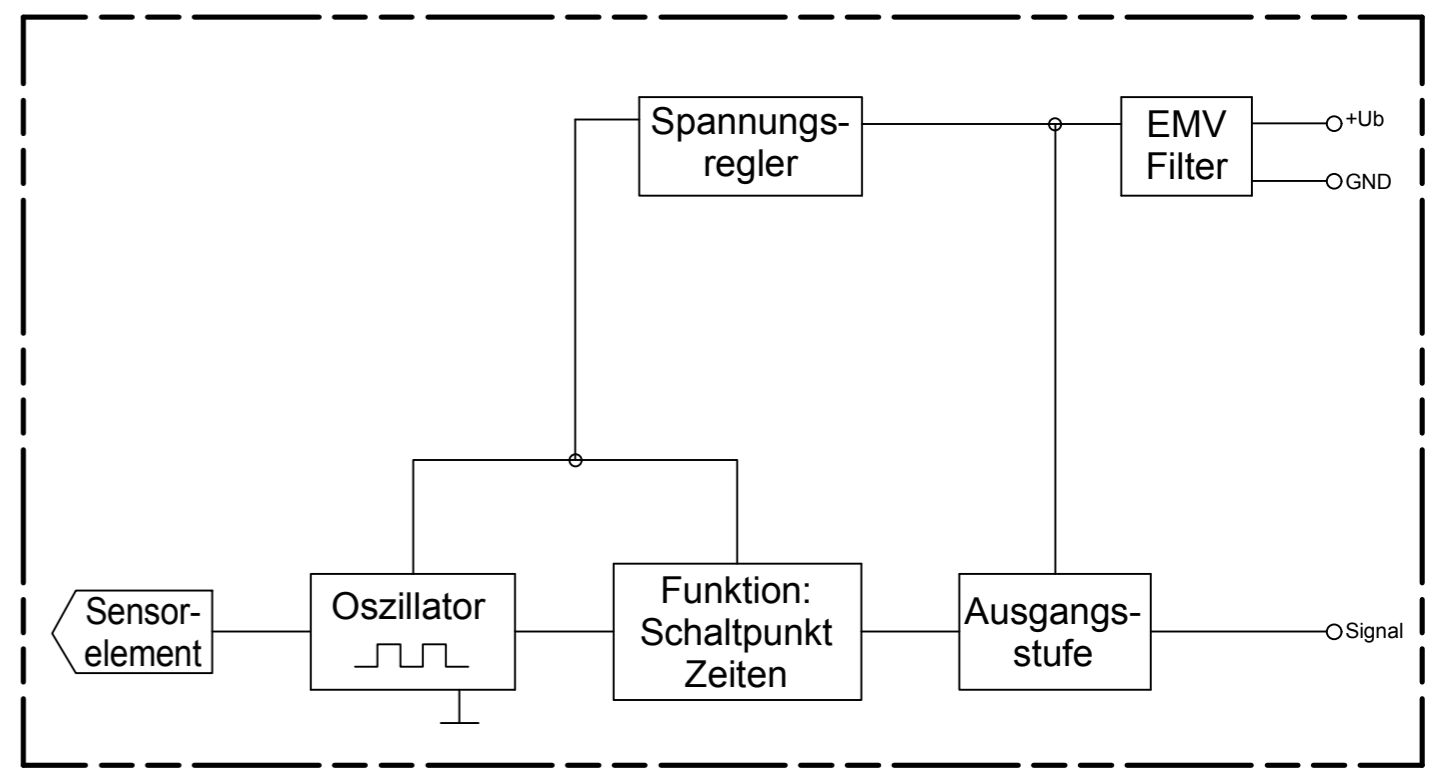 Spannungs-
regler
EMV
Filter
+Ub
GND
Sensor-
element
Oszillator
Funktion:
Schaltpunkt
Zeiten
Ausgangs-
stufe
Signal